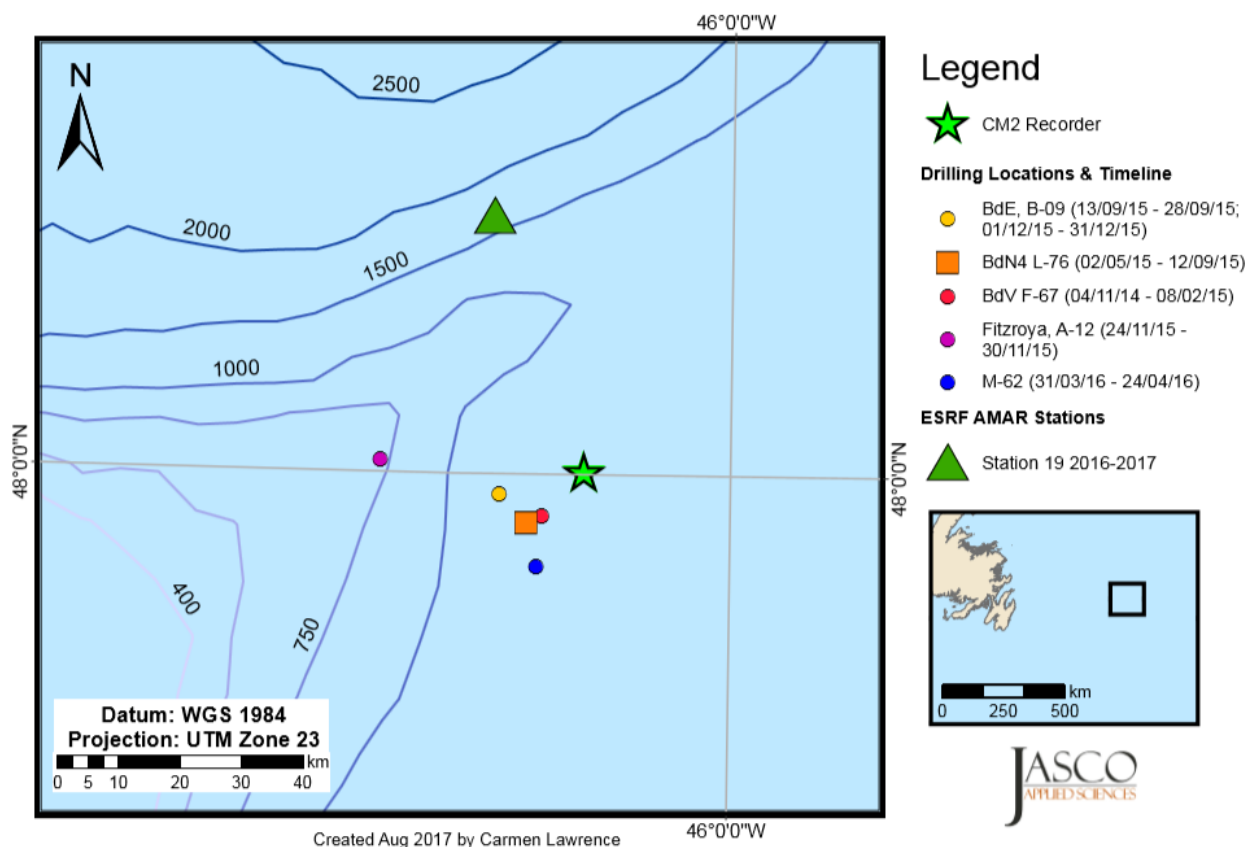 46°0'0"W
N
2500
2000
1500
1000
750
400
48°0'0"N
48°0'0"N
Datum: WGS 1984
Projection: UTM Zone 23
km
0 5 10 20 30 40
46°0'0"W
Created Aug 2017 by Carmen Lawrence
Legend
CM2 Recorder
Drilling Locations & Timeline
BdE, B-09 (13/09/15 - 28/09/15;
01/12/15 - 31/12/15)
BdN4 L-76 (02/05/15 - 12/09/15)
BdV F-67 (04/11/14 - 08/02/15)
Fitzroya, A-12 (24/11/15 -
30/11/15)
M-62 (31/03/16 - 24/04/16)
ESRF AMAR Stations
Station 19 2016-2017
km
0 250 500
JASCO
APPLIED SCIENCES